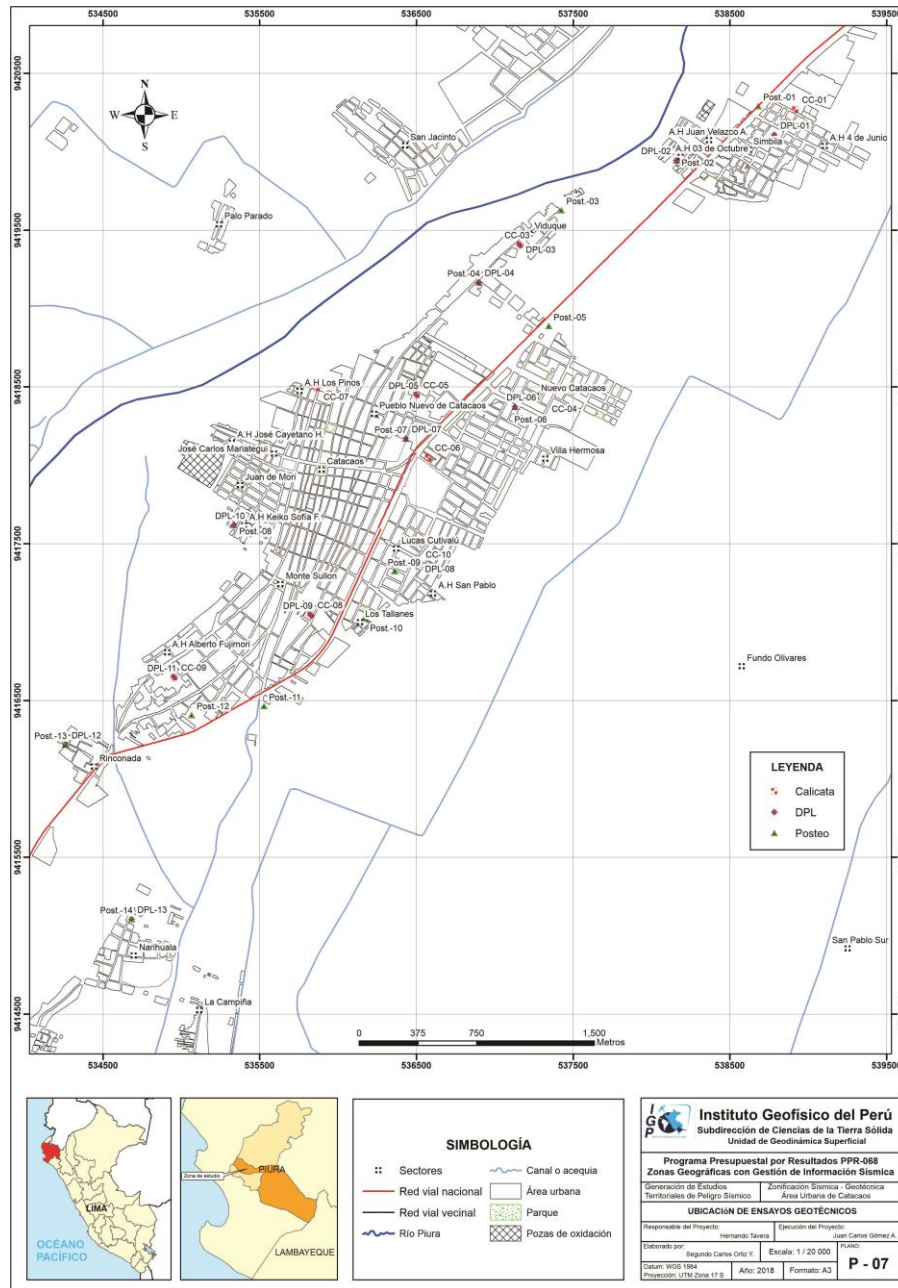 534500 535500 536500 537500 538500 539500
9420500
9419500
9418500
9417500
9416500
9415500
9414500
N
W E
S
San Jacinto
Palo Parado
Post.-01 CC-01
A.H Juan Velazco A. DPL-01
Simbila A.H 4 de Junio
DPL-02 A.H 03 de Octubre
Post.-02
Post.-03
Viduque
CC-03
DPL-03
Post.-04 DPL-04
Post.-05
A.H Los Pinos
CC-07
DPL-05 CC-05
Pueblo Nuevo de Catacaos
DPL-06
Post.-06
Nuevo Catacaos
CC-04
Post.-07 DPL-07
CC-06
Villa Hermosa
A.H José Cayetano H.
José Carlos Mariategui
Catacaos
Juan de Mori
DPL-10 A.H Keiko Sofía F.
Post.-08
Lucas Cutivalú
Post.-09 CC-10
DPL-08
A.H San Pablo
Monte Sullon
DPL-09 CC-08
Los Tallanes
Post.-10
A.H Alberto Fujimori
DPL-11 CC-09
Post.-12 Post.-11
Post.-13 DPL-12
Rinconada
Fundo Olivares
LEYENDA
Calicata
DPL
Posteo
Post.-14 DPL-13
Narihuala
La Campiña
San Pablo Sur
0 375 750 1,500
Metros
534500 535500 536500 537500 538500 539500
LIMA
OCÉANO
PACÍFICO
Zona de estudio
PIURA
LAMBAYEQUE
SIMBOLOGÍA
Sectores
Red vial nacional
Red vial vecinal
Río Piura
Canal o acequia
Área urbana
Parque
Pozas de oxidación
IGP
Instituto Geofísico del Perú
Subdirección de Ciencias de la Tierra Sólida
Unidad de Geodinámica Superficial
Programa Presupuestal por Resultados PPR-068
Zonas Geográficas con Gestión de Información Sísmica
Generación de Estudios
Territoriales de Peligro Sísmico
Zonificación Sísmica - Geotécnica
Área Urbana de Catacaos
UBICACIóN DE ENSAYOS GEOTÉCNICOS
Responsable del Proyecto:
Hernando Tavera
Ejecución del Proyecto:
Juan Carlos Gómez A.
Elaborado por:
Segundo Carlos Ortiz Y.
Escala: 1 / 20 000
PLANO:
P - 07
Datum: WGS 1984
Proyección: UTM Zona 17 S
Año: 2018
Formato: A3